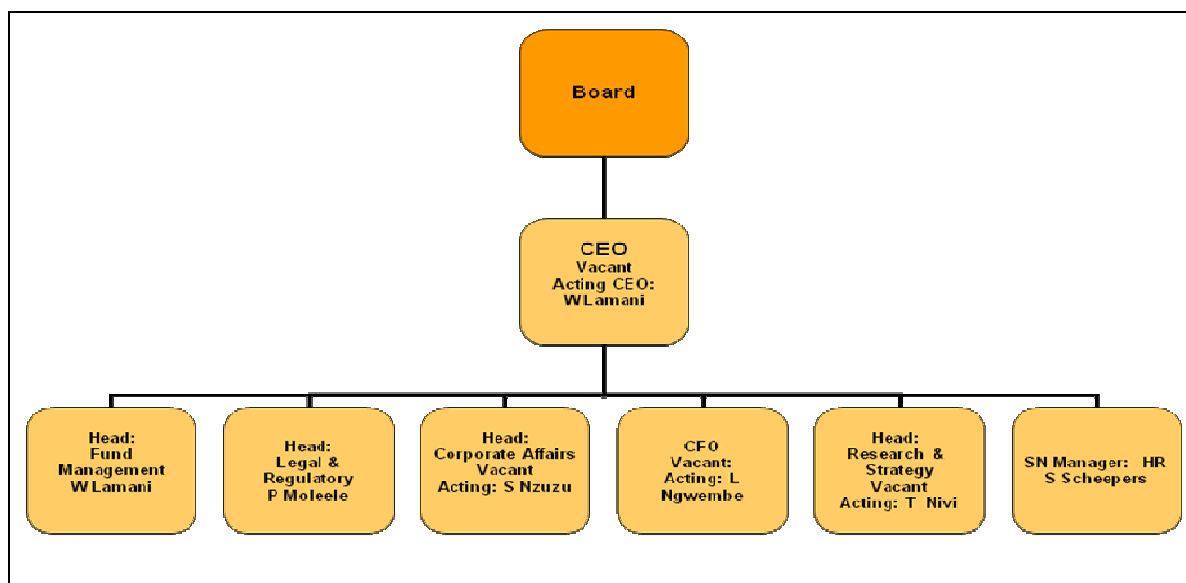 Board
CEO
Vacant
Acting CEO:
W Lamani
Head:
Fund
Management
W Lamani
Head:
Legal &
Regulatory
P Moleele
Head:
Corporate Affairs
Vacant
Acting: S Nzuzu
CFO
Vacant:
Acting: L
Ngwembe
Head:
Research &
Strategy
Vacant
Acting: T Nivi
SN Manager: HR
S Scheepers